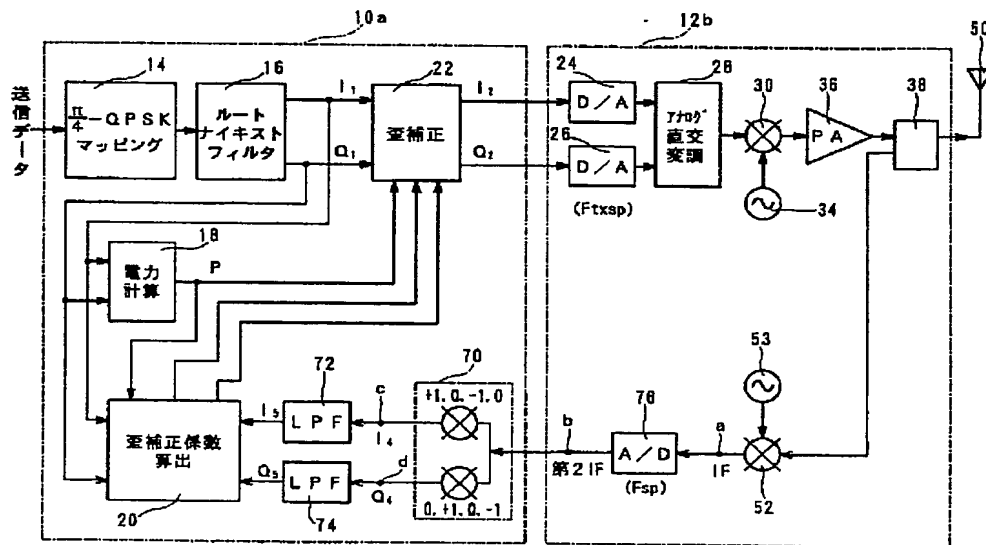 10a
12b
50
14
16
22
24
28
30
36
38
送信データ
π/4-QPSK
マッピング
ルート
ナイキスト
フィルタ
I₁
Q₁
歪補正
I₂
Q₂
D/A
26
D/A
(Ftxsp)
アナログ
直交
変調
PA
34
18
電力
計算
P
53
70
72
+1.0.-1.0
c
歪補正係数
算出
20
I₅
LPF
I₄
Q₅
LPF
74
d
Q₄
0.+1.0.-1
b
第2IF
76
A/D
(Fsp)
a
IF
52